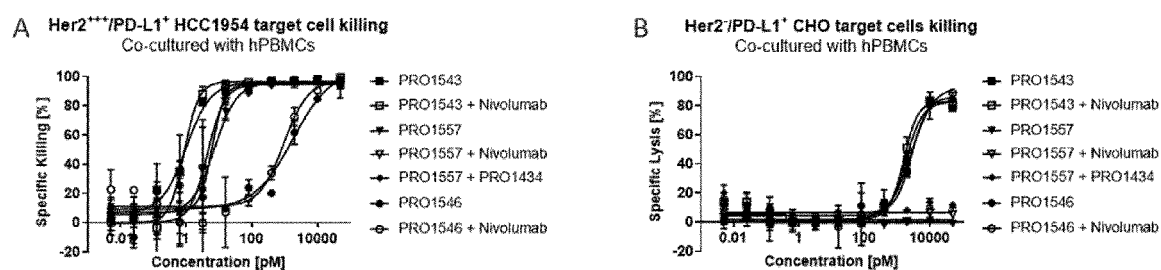 A
Her2+++/PD-L1+ HCC1954 target cell killing
Co-cultured with hPBMCs
Specific Killing [%]
100
80
60
40
20
0
-20
0.01
1
100
10000
Concentration [pM]
PRO1543
PRO1543 + Nivolumab
PRO1557
PRO1557 + Nivolumab
PRO1557 + PRO1434
PRO1546
PRO1546 + Nivolumab
B
Her2-/PD-L1+ CHO target cells killing
Co-cultured with hPBMCs
Specific Lysis [%]
100
80
60
40
20
0
-20
0.01
1
100
10000
Concentration [pM]
PRO1543
PRO1543 + Nivolumab
PRO1557
PRO1557 + Nivolumab
PRO1557 + PRO1434
PRO1546
PRO1546 + Nivolumab